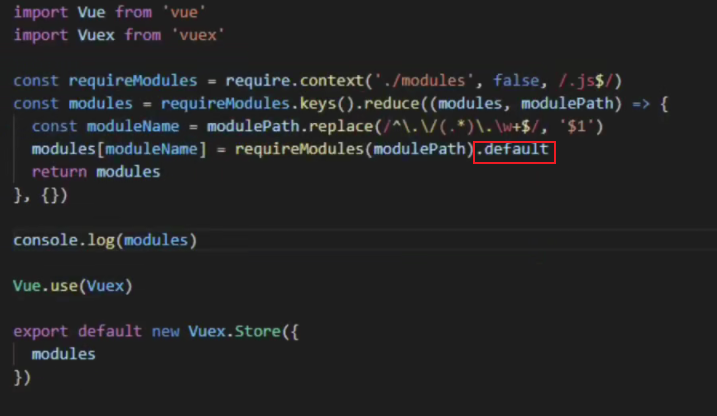 import Vue from 'vue'
import Vuex from 'vuex'
const requireModules = require.context('./modules', false, /.js$/)
const modules = requireModules.keys().reduce((modules, modulePath) => {
const moduleName = modulePath.replace(/^\.\/(.*)\.\w+$/, '$1')
modules[moduleName] = requireModules(modulePath).default
return modules
}, {})
console.log(modules)
Vue.use(Vuex)
export default new Vuex.Store({
modules
})